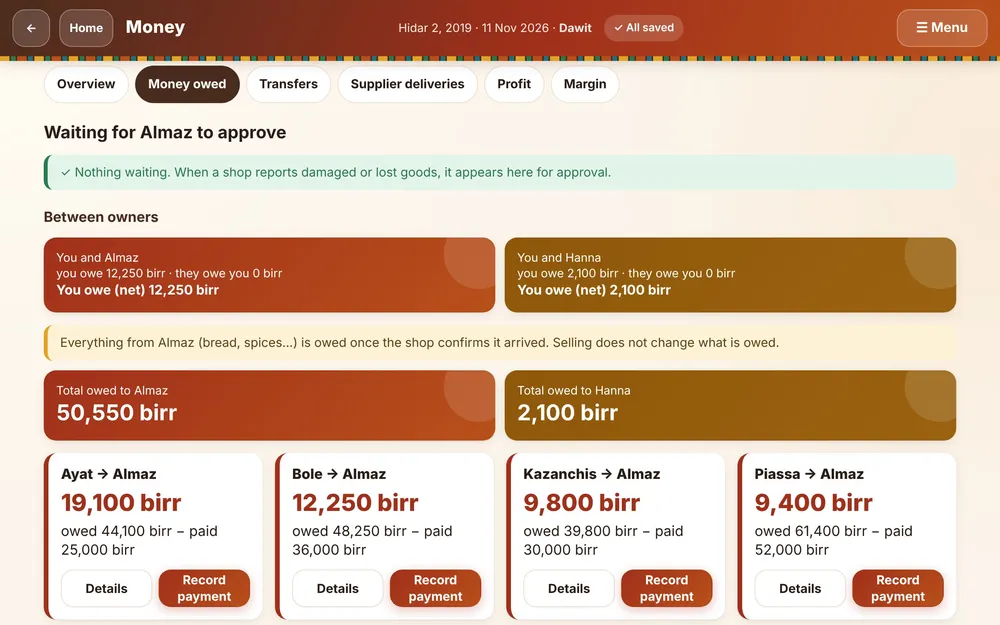 ←
Home
Money
Hidar 2, 2019 · 11 Nov 2026 · Dawit
✓ All saved
☰ Menu
Overview
Money owed
Transfers
Supplier deliveries
Profit
Margin
Waiting for Almaz to approve
✓ Nothing waiting. When a shop reports damaged or lost goods, it appears here for approval.
Between owners
You and Almaz
you owe 12,250 birr · they owe you 0 birr
You owe (net) 12,250 birr
You and Hanna
you owe 2,100 birr · they owe you 0 birr
You owe (net) 2,100 birr
Everything from Almaz (bread, spices...) is owed once the shop confirms it arrived. Selling does not change what is owed.
Total owed to Almaz
50,550 birr
Total owed to Hanna
2,100 birr
Ayat → Almaz
19,100 birr
owed 44,100 birr − paid
25,000 birr
Details
Record
payment
Bole → Almaz
12,250 birr
owed 48,250 birr − paid
36,000 birr
Details
Record
payment
Kazanchis → Almaz
9,800 birr
owed 39,800 birr − paid
30,000 birr
Details
Record
payment
Piassa → Almaz
9,400 birr
owed 61,400 birr − paid
52,000 birr
Details
Record
payment